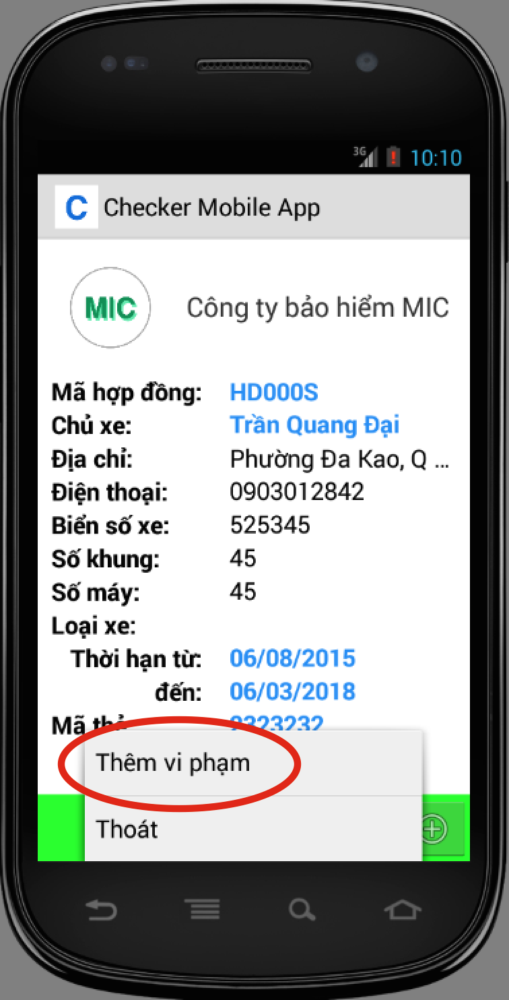 3G 10:10
C Checker Mobile App
MIC Công ty bảo hiểm MIC
Mã hợp đồng: HD000S
Chủ xe: Trần Quang Đại
Địa chỉ: Phường Đa Kao, Q ...
Điện thoại: 0903012842
Biển số xe: 525345
Số khung: 45
Số máy: 45
Loại xe:
Thời hạn từ: 06/08/2015
đến: 06/03/2018
Mã thẻ 2323232
Thêm vi phạm
Thoát